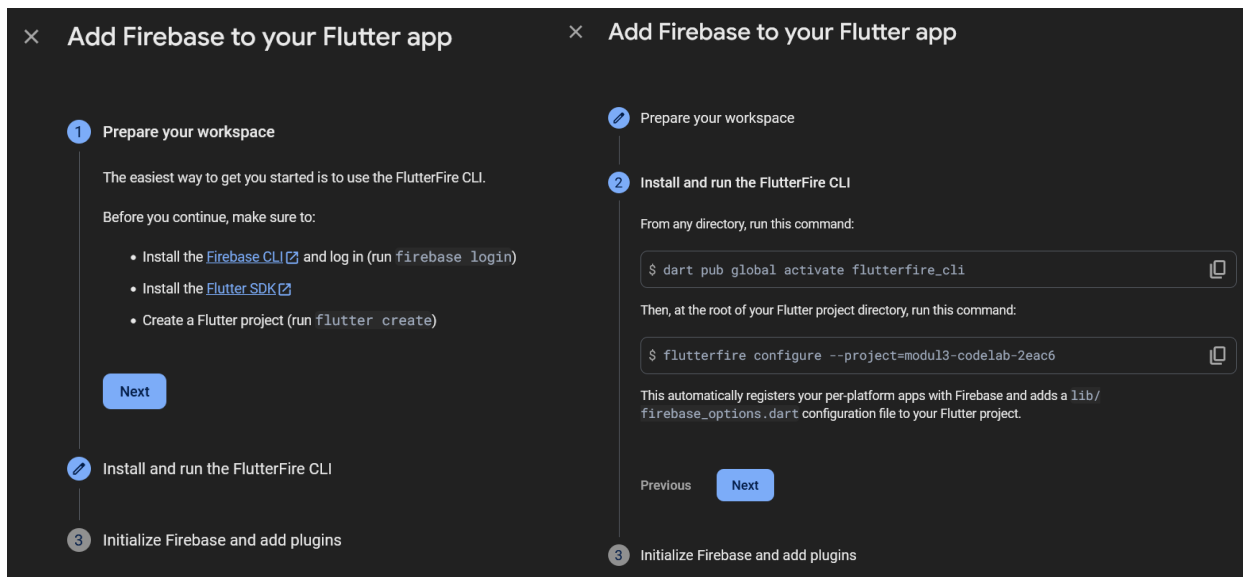 Add Firebase to your Flutter app
1 Prepare your workspace
The easiest way to get you started is to use the FlutterFire CLI.
Before you continue, make sure to:
• Install the Firebase CLI and log in (run firebase login)
• Install the Flutter SDK
• Create a Flutter project (run flutter create)
Next
Install and run the FlutterFire CLI
3 Initialize Firebase and add plugins
Add Firebase to your Flutter app
Prepare your workspace
2 Install and run the FlutterFire CLI
From any directory, run this command:
$ dart pub global activate flutterfire_cli
Then, at the root of your Flutter project directory, run this command:
$ flutterfire configure --project=modul3-codelab-2eac6
This automatically registers your per-platform apps with Firebase and adds a lib/
firebase_options.dart configuration file to your Flutter project.
Previous Next
3 Initialize Firebase and add plugins